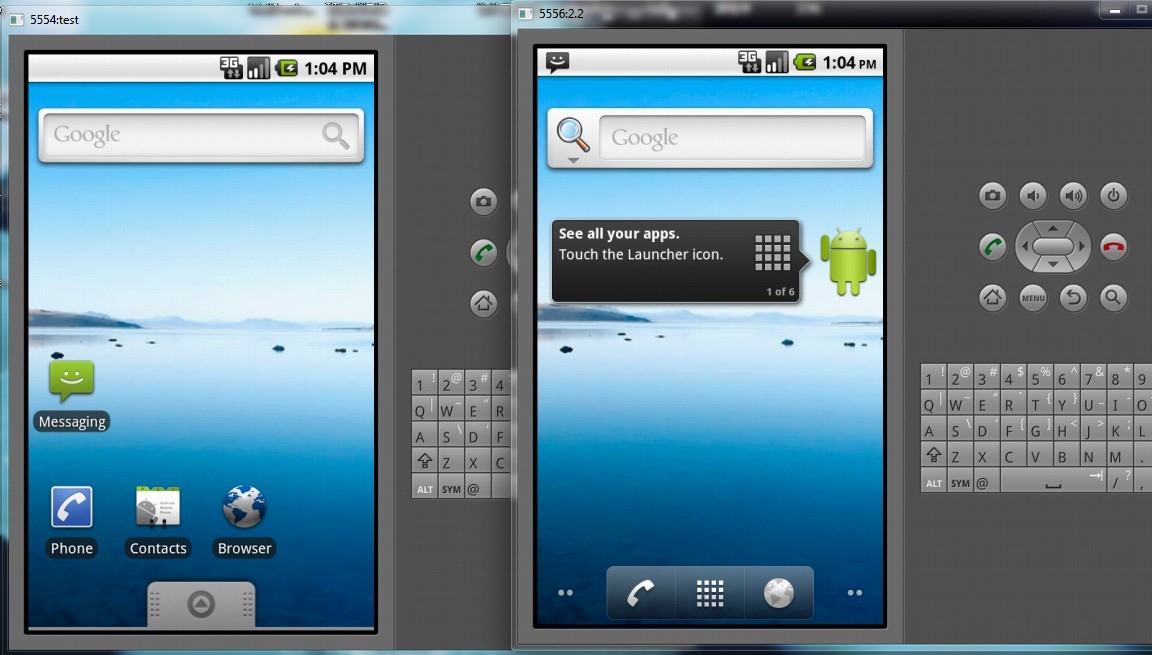 5554:test
3G
1:04 PM
Google
Messaging
Phone
Contacts
Browser
1 ! 2 @ 3 # 4
Q | W ~ E " R
A S \ D ' F
Z X C
ALT SYM @
5556:2.2
3G
1:04 PM
Google
See all your apps.
Touch the Launcher icon.
1 of 6
MENU
1 ! 2 @ 3 # 4 $ 5 % 6 ^ 7 & 8 * 9
Q | W ~ E " R ` T { Y } U - I - O
A S \ D ' F [ G ] H < J > K ; L
Z X C V B N M .
ALT SYM @ / ? ,